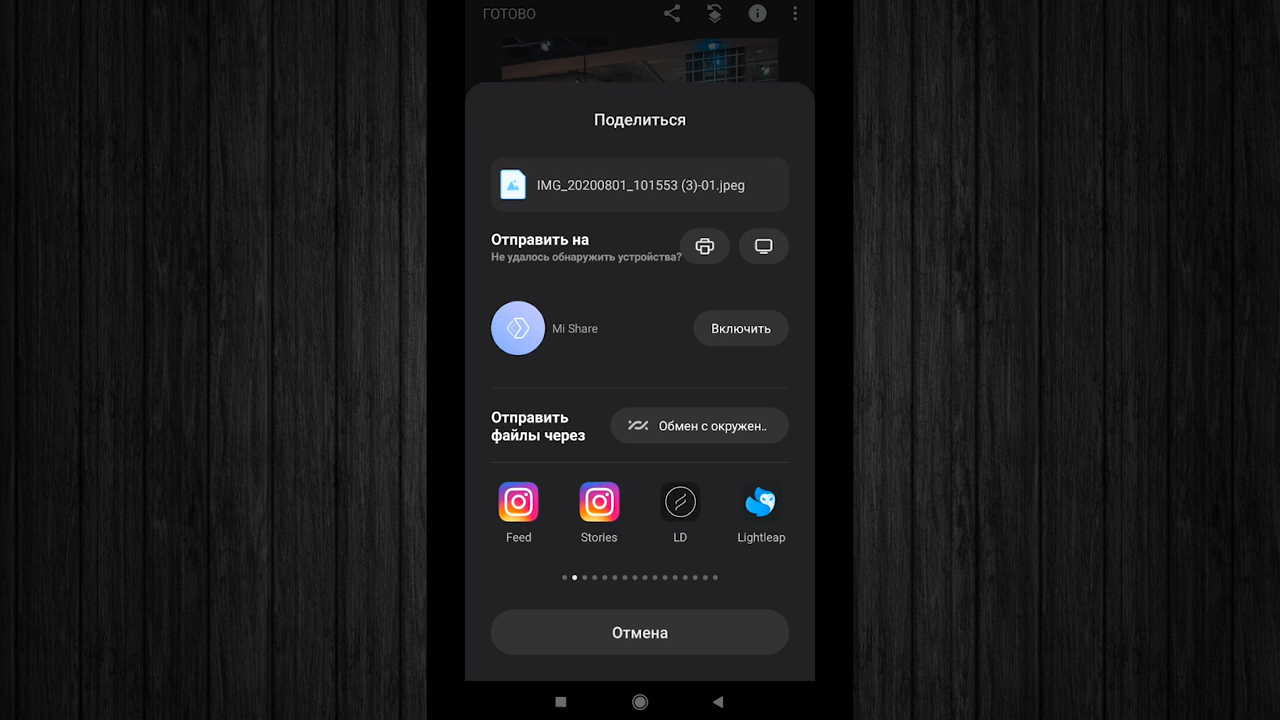 ГОТОВО
Поделиться
IMG_20200801_101553 (3)-01.jpeg
Отправить на
Не удалось обнаружить устройства?
Mi Share
Включить
Отправить
файлы через
Обмен с окружен..
Feed
Stories
LD
Lightleap
Отмена